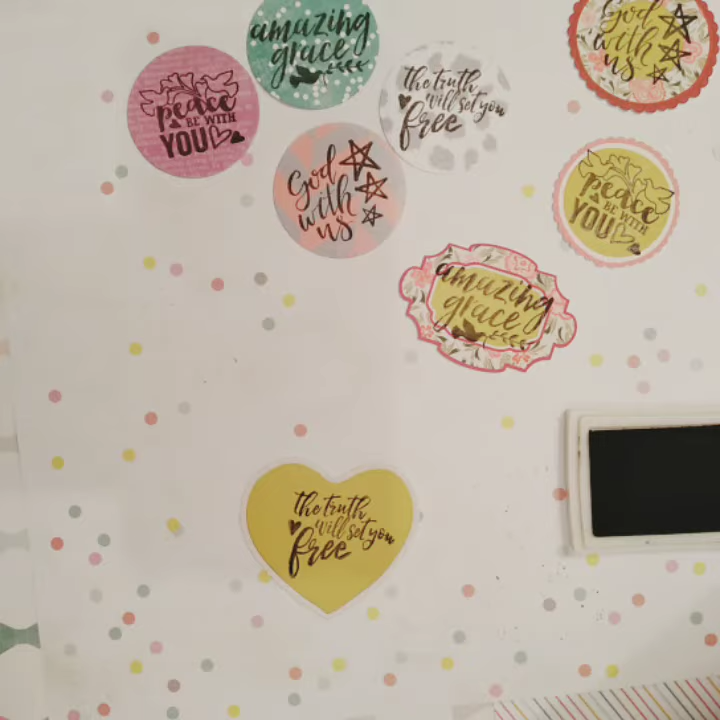 amazing
grace
God
with
us
peace
BE WITH
YOU
the truth
will set you
free
God
with
us
peace
BE WITH
YOU
amazing
grace
the truth
will set you
free